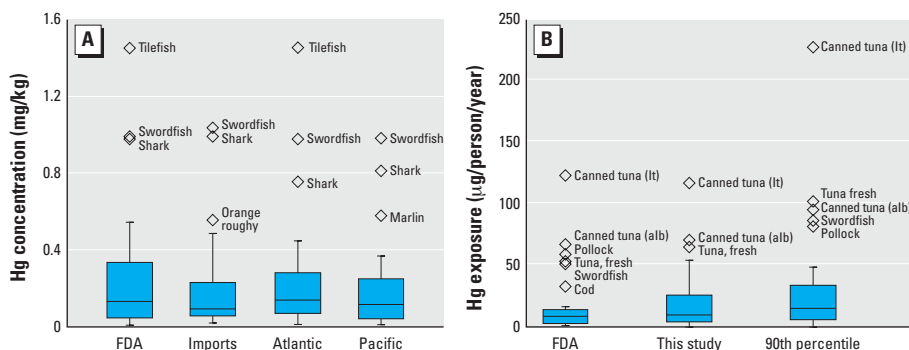 A
Hg concentration (mg/kg)
1.6
1.2
0.8
0.4
0
Tilefish
Swordfish
Shark
Swordfish
Shark
Orange
roughy
Tilefish
Swordfish
Shark
Swordfish
Shark
Marlin
FDA
Imports
Atlantic
Pacific
B
Hg exposure (μg/person/year)
250
200
150
100
50
0
Canned tuna (lt)
Canned tuna (alb)
Pollock
Tuna, fresh
Swordfish
Cod
Canned tuna (lt)
Canned tuna (alb)
Tuna, fresh
Canned tuna (lt)
Tuna fresh
Canned tuna (alb)
Swordfish
Pollock
FDA
This study
90th percentile